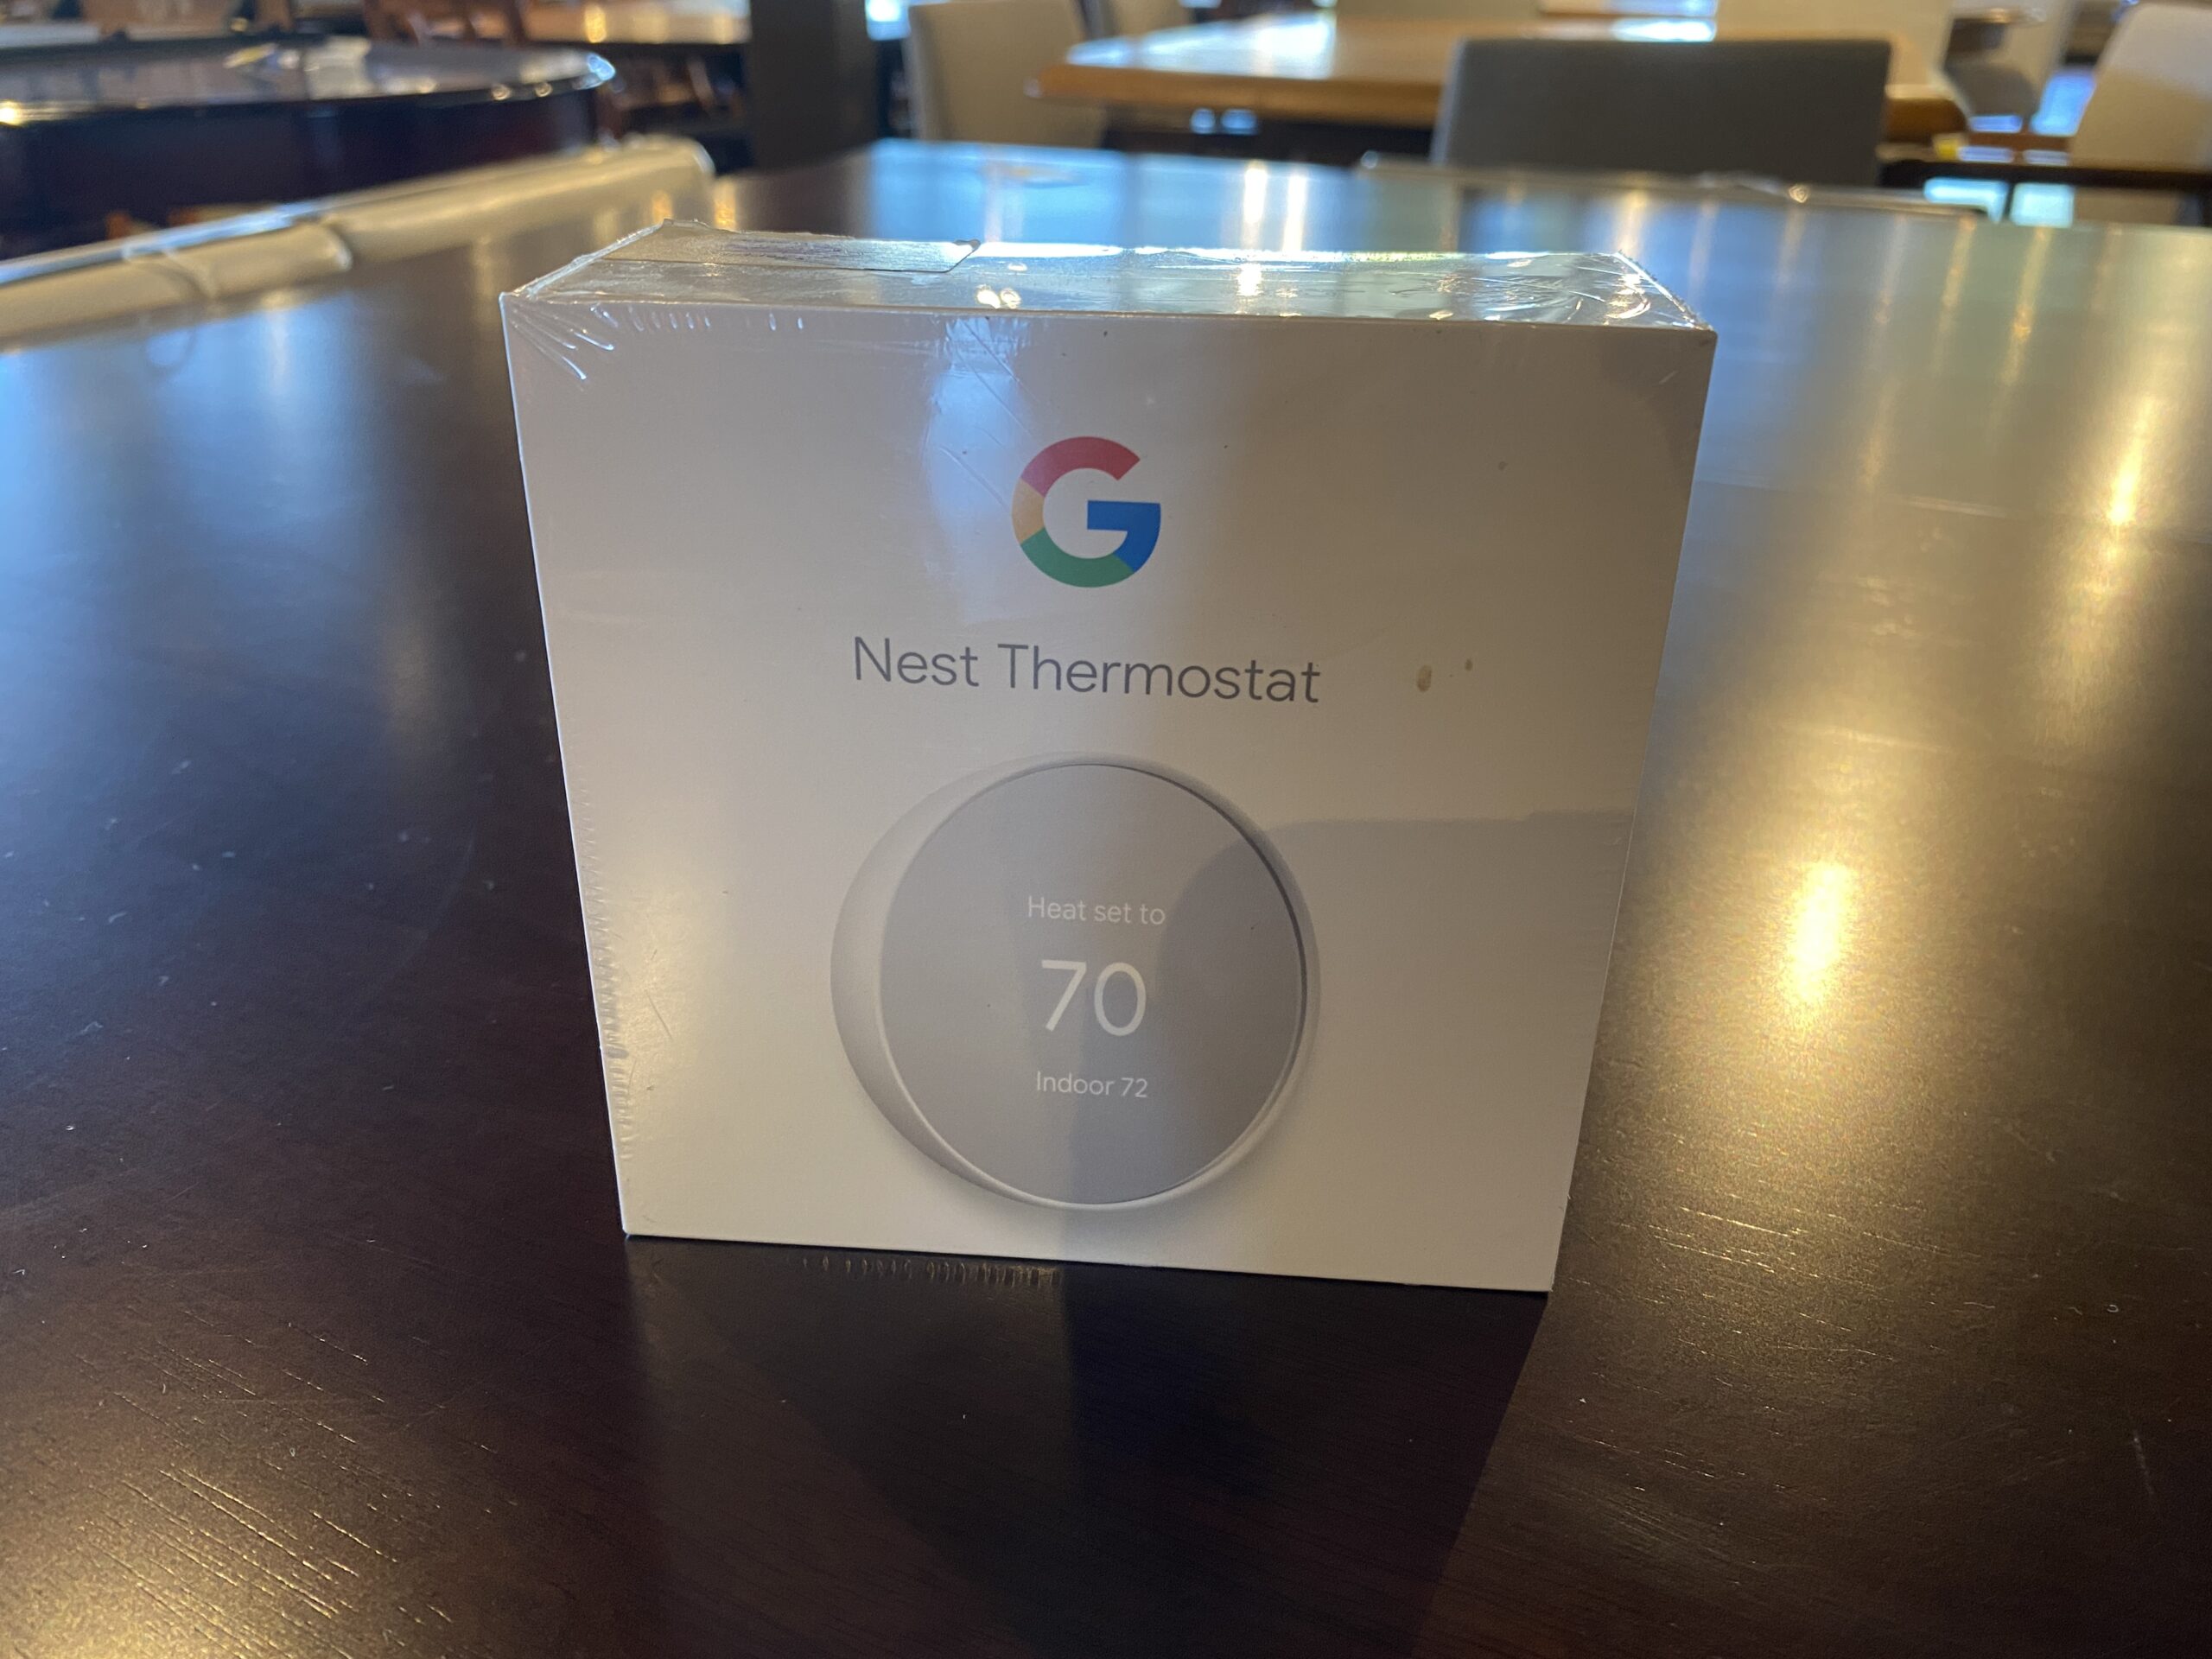 G
Nest Thermostat
Heat set to
70
Indoor 72